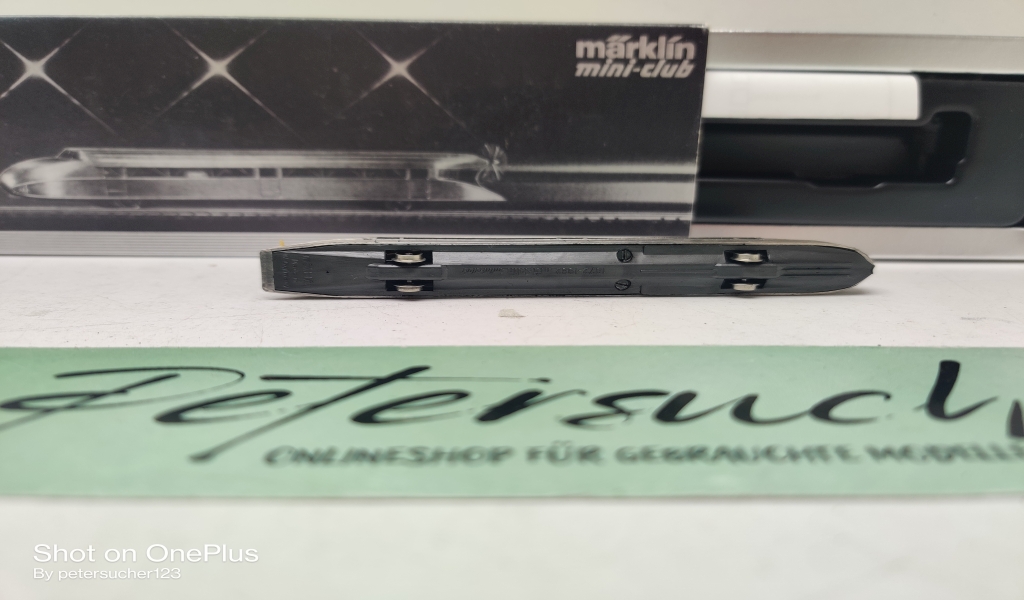 märklin
mini-club
Petersuch
ONLINESHOP FÜR GEBRAUCHTE MODELLE
Shot on OnePlus
By petersucher123